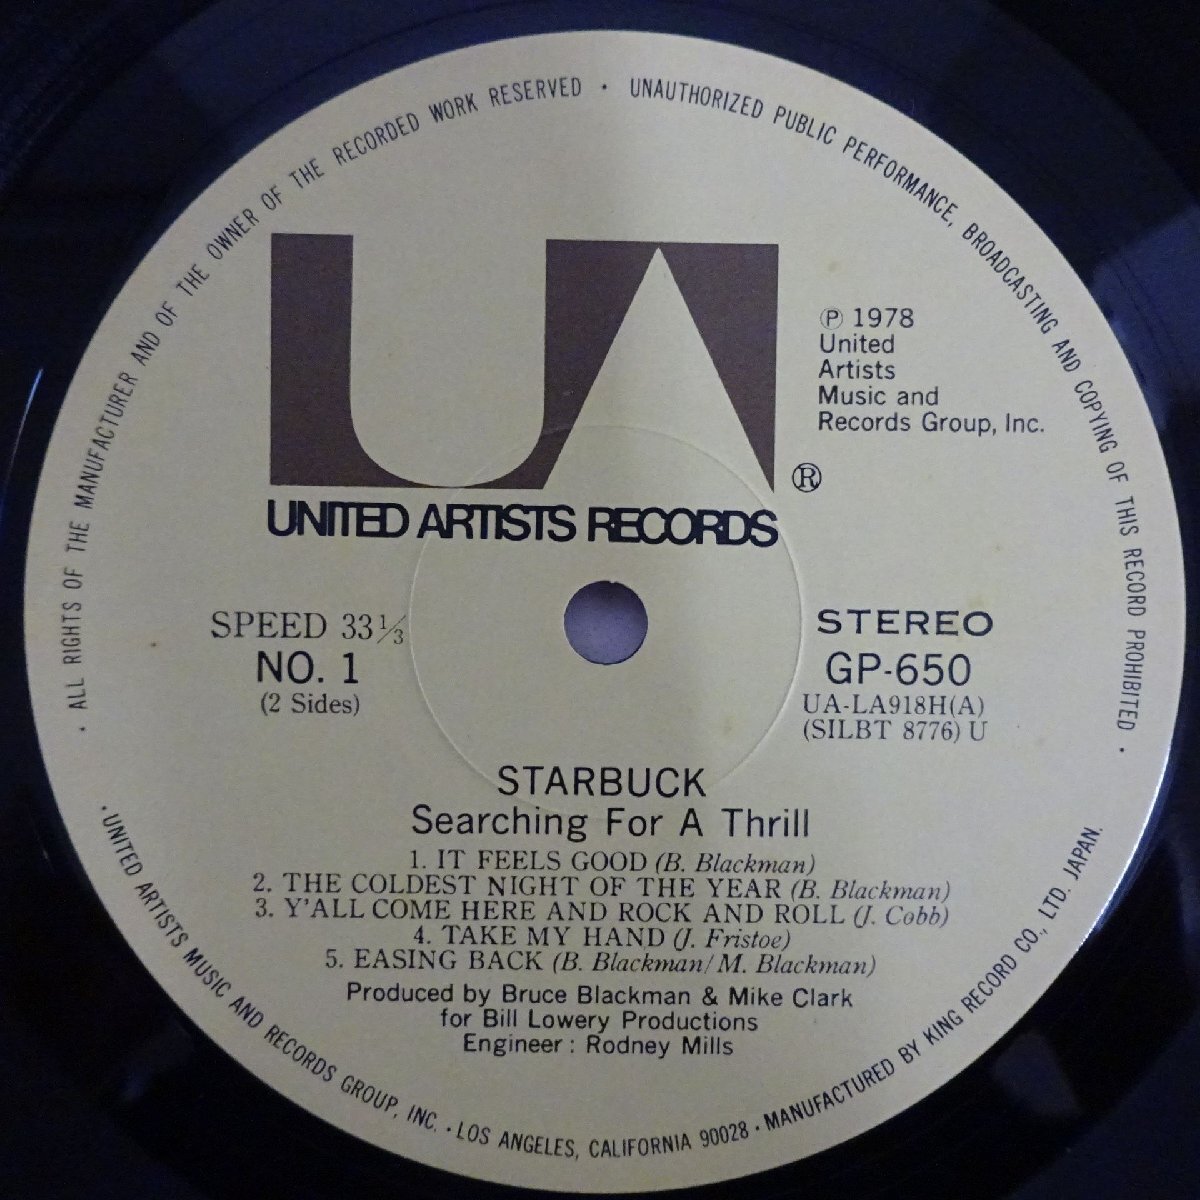 · ALL RIGHTS OF THE MANUFACTURER AND OF THE OWNER OF THE RECORDED WORK RESERVED · UNAUTHORIZED PUBLIC PERFORMANCE, BROADCASTING AND COPYING OF THIS RECORD PROHIBITED ·
UA
®
UNITED ARTISTS RECORDS
℗ 1978
United
Artists
Music and
Records Group, Inc.
SPEED 33⅓
NO. 1
(2 Sides)
STEREO
GP-650
UA-LA918H(A)
(SILBT 8776) U
STARBUCK
Searching For A Thrill
1. IT FEELS GOOD (B. Blackman)
2. THE COLDEST NIGHT OF THE YEAR (B. Blackman)
3. Y'ALL COME HERE AND ROCK AND ROLL (J. Cobb)
4. TAKE MY HAND (J. Fristoe)
5. EASING BACK (B. Blackman/M. Blackman)
Produced by Bruce Blackman & Mike Clark
for Bill Lowery Productions
Engineer : Rodney Mills
· UNITED ARTISTS MUSIC AND RECORDS GROUP, INC. · LOS ANGELES, CALIFORNIA 90028 · MANUFACTURED BY KING RECORD CO., LTD. JAPAN.